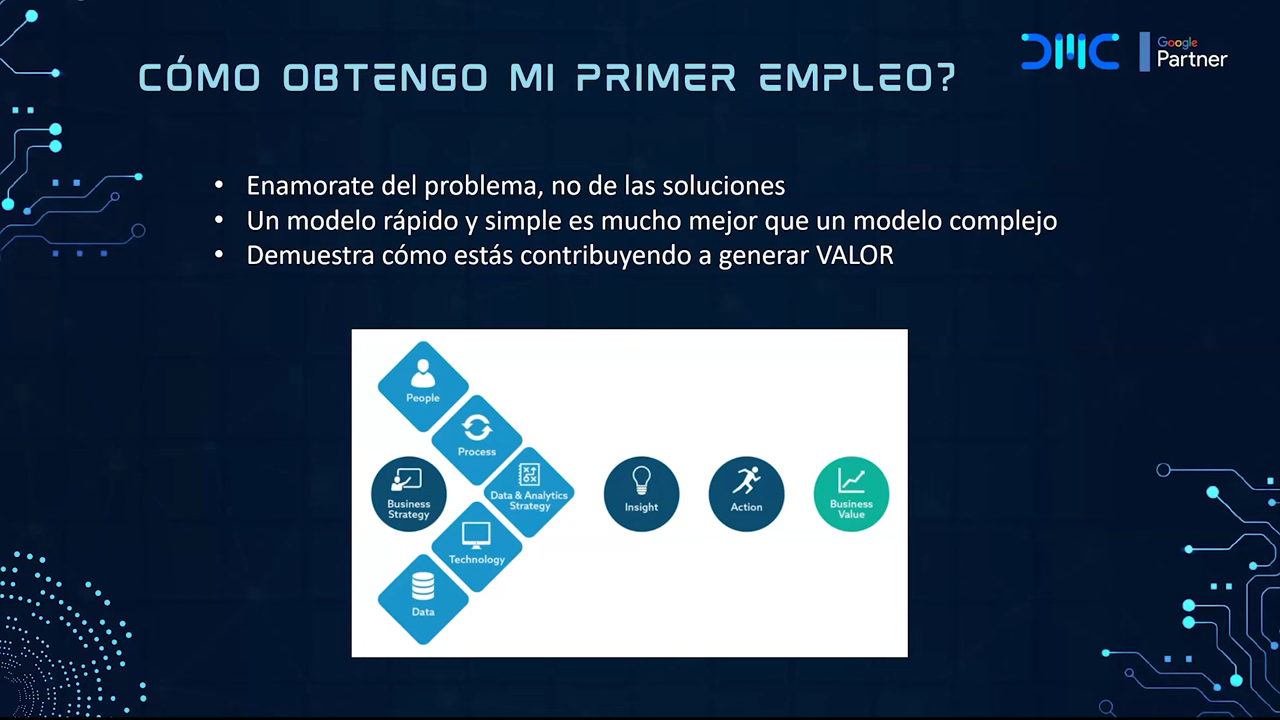 CÓMO OBTENGO MI PRIMER EMPLEO?
DMC
Google
Partner
• Enamorate del problema, no de las soluciones
• Un modelo rápido y simple es mucho mejor que un modelo complejo
• Demuestra cómo estás contribuyendo a generar VALOR
People
Process
Business
Strategy
Data & Analytics
Strategy
Insight
Action
Business
Value
Technology
Data